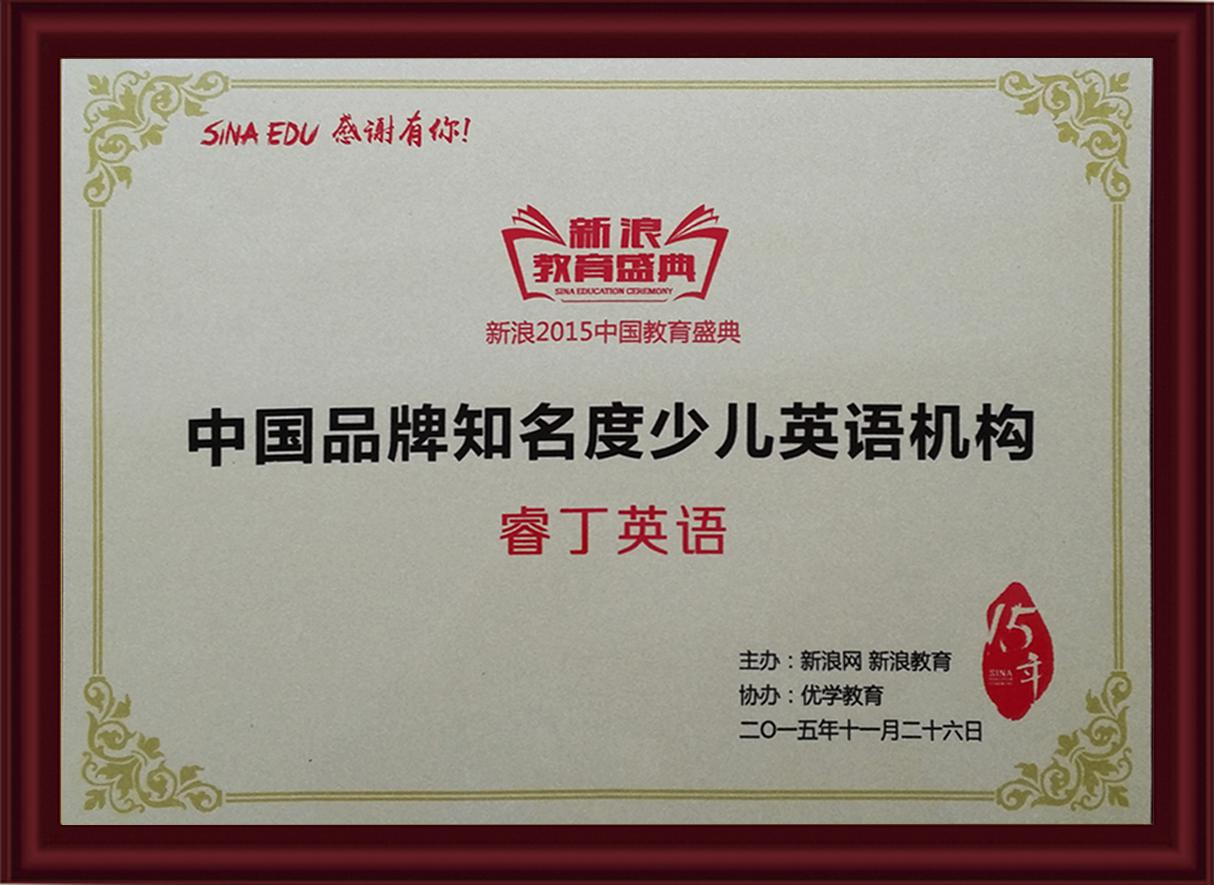 SINA EDU 感谢有你!
新浪
教育盛典
SINA EDUCATION CEREMONY
新浪2015中国教育盛典
中国品牌知名度少儿英语机构
睿丁英语
15
年
SINA
主办：新浪网 新浪教育
协办：优学教育
二O一五年十一月二十六日